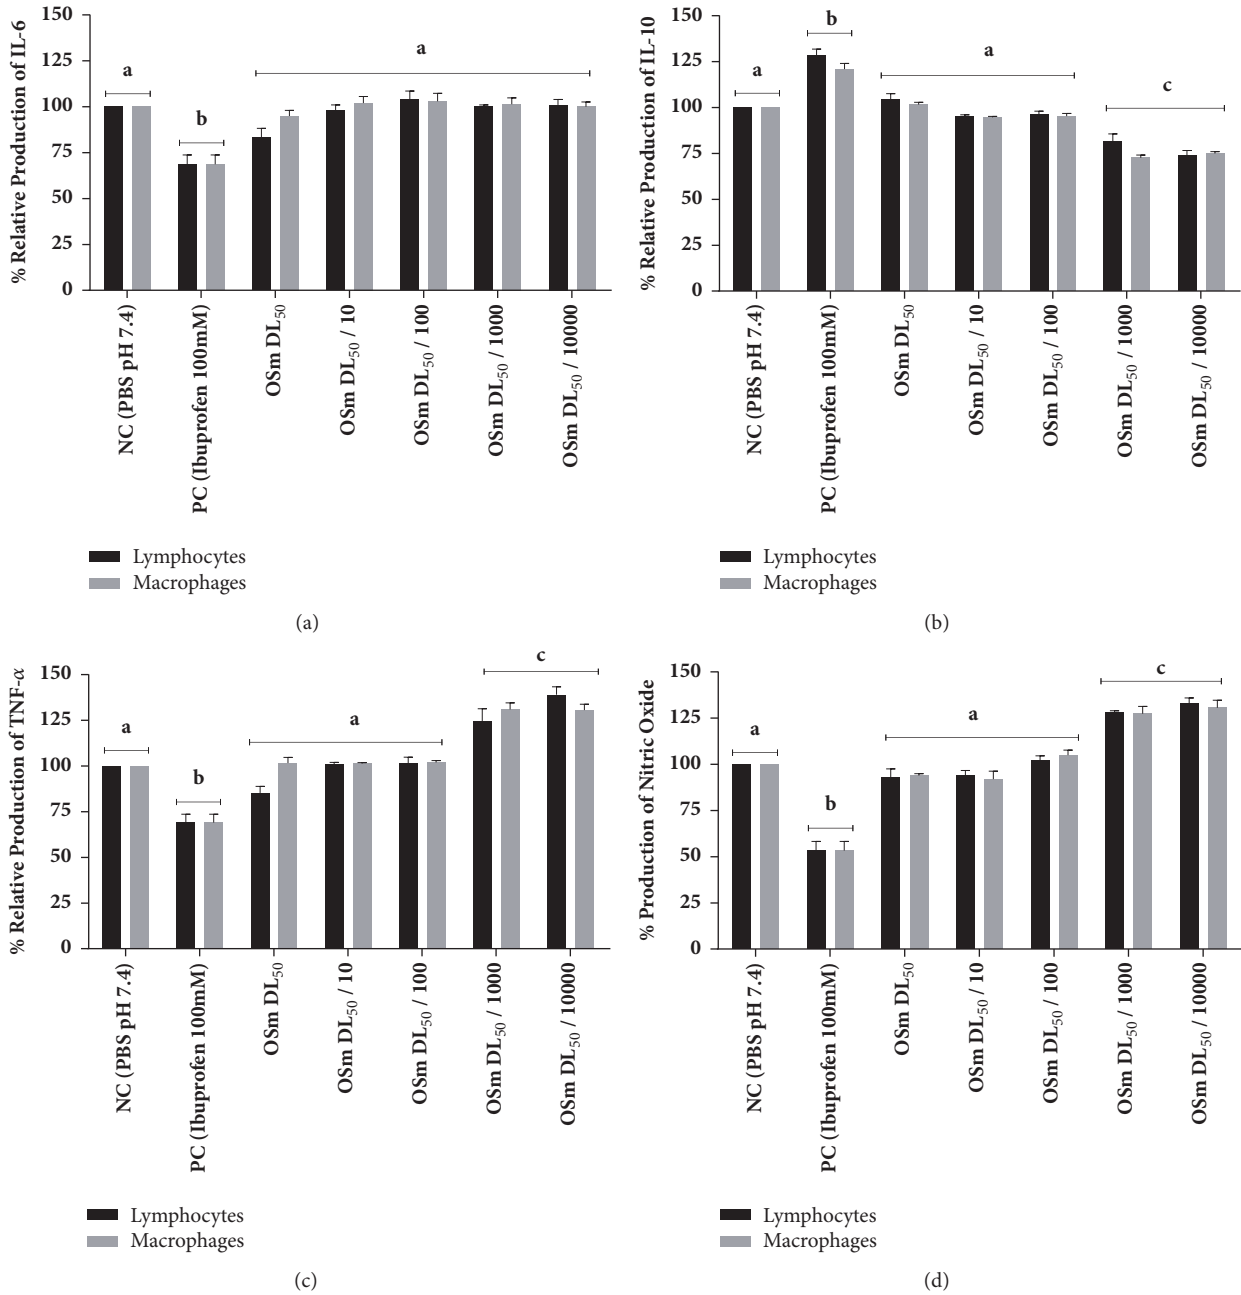 % Relative Production of IL-6
150
125
100
75
50
25
0
a
b
a
NC (PBS pH 7.4)
PC (Ibuprofen 100mM)
OSm DL₅₀
OSm DL₅₀ / 10
OSm DL₅₀ / 100
OSm DL₅₀ / 1000
OSm DL₅₀ / 10000
Lymphocytes
Macrophages
(a)
% Relative Production of IL-10
150
125
100
75
50
25
0
a
b
a
c
NC (PBS pH 7.4)
PC (Ibuprofen 100mM)
OSm DL₅₀
OSm DL₅₀ / 10
OSm DL₅₀ / 100
OSm DL₅₀ / 1000
OSm DL₅₀ / 10000
Lymphocytes
Macrophages
(b)
% Relative Production of TNF-α
150
125
100
75
50
25
0
a
b
a
c
NC (PBS pH 7.4)
PC (Ibuprofen 100mM)
OSm DL₅₀
OSm DL₅₀ / 10
OSm DL₅₀ / 100
OSm DL₅₀ / 1000
OSm DL₅₀ / 10000
Lymphocytes
Macrophages
(c)
% Production of Nitric Oxide
150
125
100
75
50
25
0
a
b
a
c
NC (PBS pH 7.4)
PC (Ibuprofen 100mM)
OSm DL₅₀
OSm DL₅₀ / 10
OSm DL₅₀ / 100
OSm DL₅₀ / 1000
OSm DL₅₀ / 10000
Lymphocytes
Macrophages
(d)